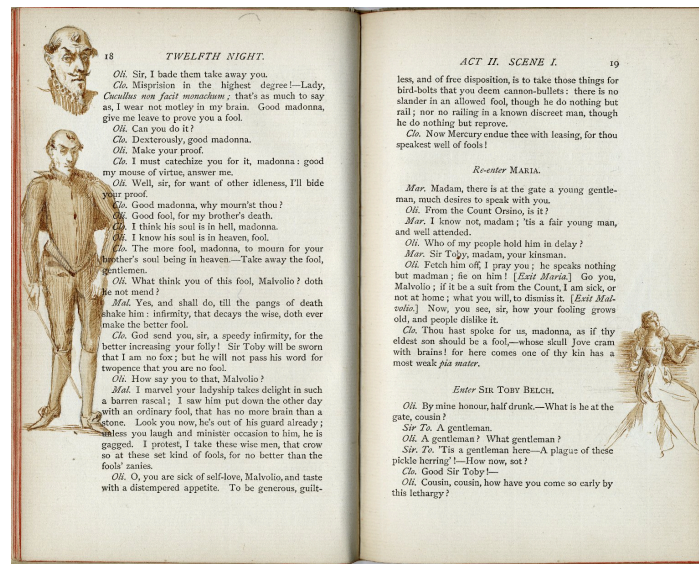 18 TWELFTH NIGHT.
Oli. Sir, I bade them take away you.
Clo. Misprision in the highest degree!—Lady,
Cucullus non facit monachum; that's as much to say
as, I wear not motley in my brain. Good madonna,
give me leave to prove you a fool.
Oli. Can you do it?
Clo. Dexterously, good madonna.
Oli. Make your proof.
Clo. I must catechize you for it, madonna: good
my mouse of virtue, answer me.
Oli. Well, sir, for want of other idleness, I'll bide
your proof.
Clo. Good madonna, why mourn'st thou?
Oli. Good fool, for my brother's death.
Clo. I think his soul is in hell, madonna.
Oli. I know his soul is in heaven, fool.
Clo. The more fool, madonna, to mourn for your
brother's soul being in heaven.—Take away the fool,
gentlemen.
Oli. What think you of this fool, Malvolio? doth
he not mend?
Mal. Yes, and shall do, till the pangs of death
shake him: infirmity, that decays the wise, doth ever
make the better fool.
Clo. God send you, sir, a speedy infirmity, for the
better increasing your folly! Sir Toby will be sworn
that I am no fox; but he will not pass his word for
twopence that you are no fool.
Oli. How say you to that, Malvolio?
Mal. I marvel your ladyship takes delight in such
a barren rascal; I saw him put down the other day
with an ordinary fool, that has no more brain than a
stone. Look you now, he's out of his guard already;
unless you laugh and minister occasion to him, he is
gagged. I protest, I take these wise men, that crow
so at these set kind of fools, for no better than the
fools' zanies.
Oli. O, you are sick of self-love, Malvolio, and taste
with a distempered appetite. To be generous, guilt-
ACT II. SCENE I. 19
less, and of free disposition, is to take those things for
bird-bolts that you deem cannon-bullets: there is no
slander in an allowed fool, though he do nothing but
rail; nor no railing in a known discreet man, though
he do nothing but reprove.
Clo. Now Mercury endue thee with leasing, for thou
speakest well of fools!
Re-enter MARIA.
Mar. Madam, there is at the gate a young gentle-
man, much desires to speak with you.
Oli. From the Count Orsino, is it?
Mar. I know not, madam; 'tis a fair young man,
and well attended.
Oli. Who of my people hold him in delay?
Mar. Sir Toby, madam, your kinsman.
Oli. Fetch him off, I pray you; he speaks nothing
but madman; fie on him! [Exit Maria.] Go you,
Malvolio; if it be a suit from the Count, I am sick, or
not at home; what you will, to dismiss it. [Exit Mal-
volio.] Now, you see, sir, how your fooling grows
old, and people dislike it.
Clo. Thou hast spoke for us, madonna, as if thy
eldest son should be a fool,—whose skull Jove cram
with brains! for here comes one of thy kin has a
most weak pia mater.
Enter SIR TOBY BELCH.
Oli. By mine honour, half drunk.—What is he at the
gate, cousin?
Sir To. A gentleman.
Oli. A gentleman? What gentleman?
Sir. To. 'Tis a gentleman here—A plague of these
pickle herring'!—How now, sot?
Clo. Good Sir Toby!—
Oli. Cousin, cousin, how have you come so early by
this lethargy?